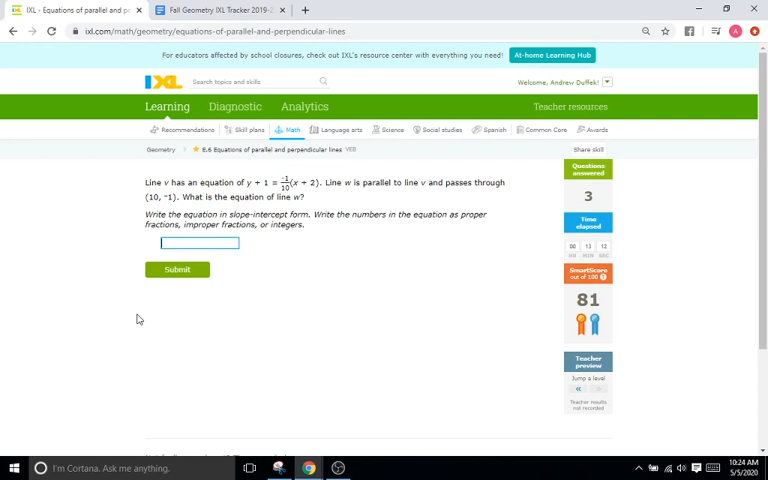 IXL - Equations of parallel and pe
Fall Geometry IXL Tracker 2019-2
ixl.com/math/geometry/equations-of-parallel-and-perpendicular-lines
For educators affected by school closures, check out IXL's resource center with everything you need!
At-home Learning Hub
IXL
Search topics and skills
Welcome, Andrew Duffek!
Learning
Diagnostic
Analytics
Teacher resources
Recommendations
Skill plans
Math
Language arts
Science
Social studies
Spanish
Common Core
Awards
Geometry
E.6 Equations of parallel and perpendicular lines
Share skill
Line v has an equation of y + 1 = -1/10(x + 2). Line w is parallel to line v and passes through
(10, -1). What is the equation of line w?
Write the equation in slope-intercept form. Write the numbers in the equation as proper
fractions, improper fractions, or integers.
Submit
Questions
answered
3
Time
elapsed
00 13 12
HR MIN SEC
SmartScore
out of 100 ?
81
Teacher
preview
Jump a level
Teacher results
not recorded
I'm Cortana. Ask me anything.
10:24 AM
5/5/2020